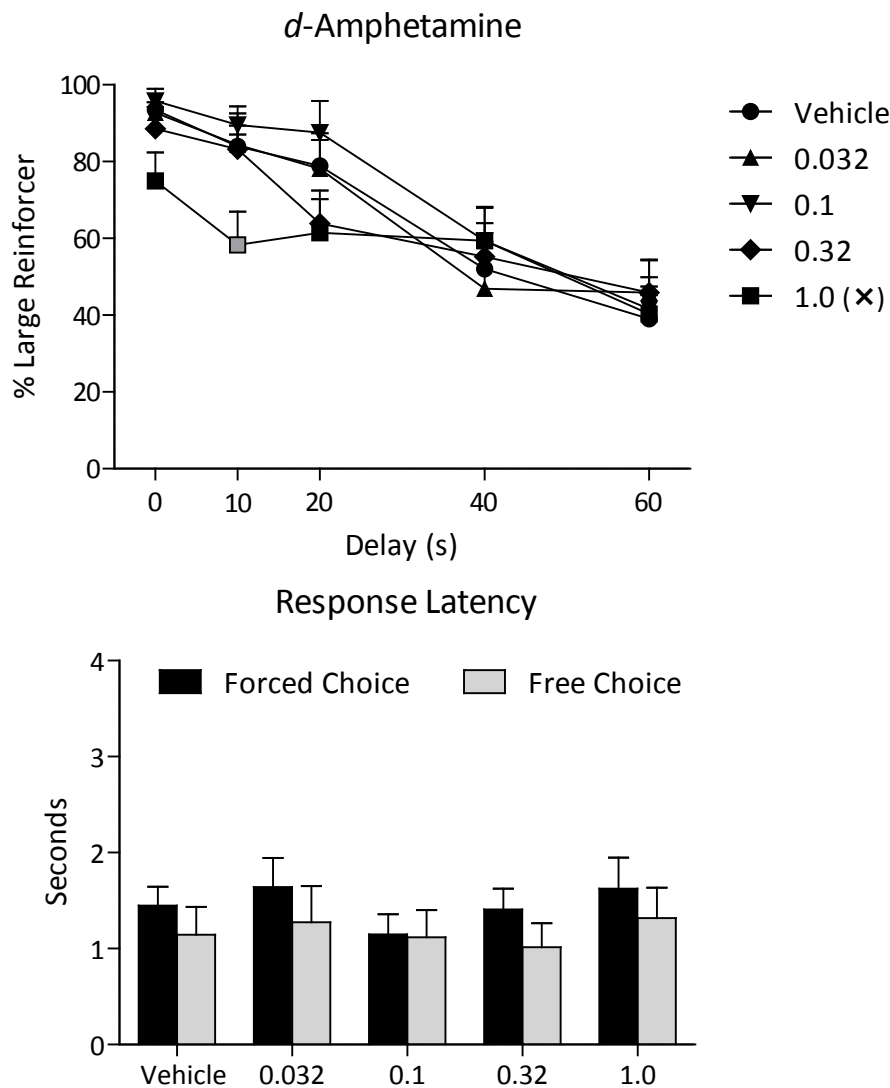 d-Amphetamine
100
80
60
40
20
0
% Large Reinforcer
0 10 20 40 60
Delay (s)
Vehicle
0.032
0.1
0.32
1.0 (×)
Response Latency
Forced Choice Free Choice
4
3
2
1
0
Seconds
Vehicle 0.032 0.1 0.32 1.0